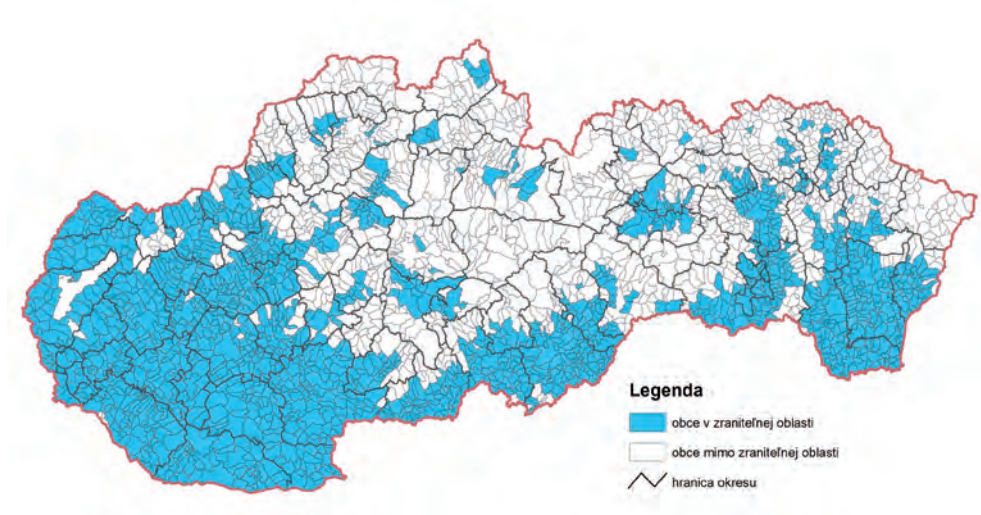 Legenda
obce v zraniteľnej oblasti
obce mimo zraniteľnej oblasti
hranica okresu